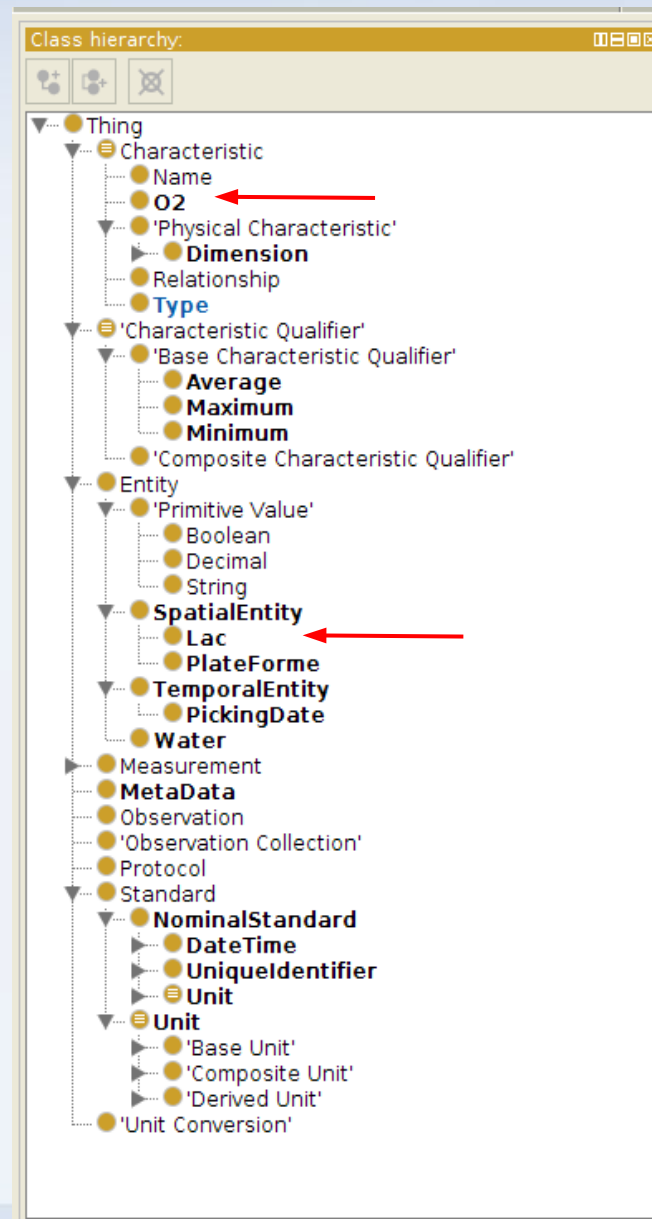 Class hierarchy:
Thing
Characteristic
Name
O2
'Physical Characteristic'
Dimension
Relationship
Type
'Characteristic Qualifier'
'Base Characteristic Qualifier'
Average
Maximum
Minimum
'Composite Characteristic Qualifier'
Entity
'Primitive Value'
Boolean
Decimal
String
SpatialEntity
Lac
PlateForme
TemporalEntity
PickingDate
Water
Measurement
MetaData
Observation
'Observation Collection'
Protocol
Standard
NominalStandard
DateTime
UniqueIdentifier
Unit
Unit
'Base Unit'
'Composite Unit'
'Derived Unit'
'Unit Conversion'